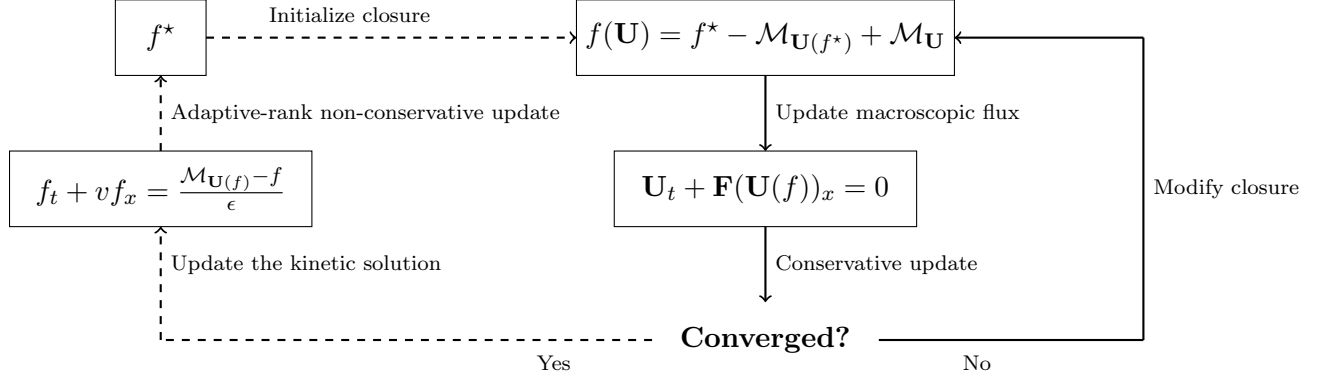 Initialize closure
f⋆
f(𝐔) = f⋆ − ℳ_{𝐔(f⋆)} + ℳ_𝐔
Adaptive-rank non-conservative update
Update macroscopic flux
f_t + v f_x = \frac{ℳ_{𝐔(f)} − f}{ϵ}
𝐔_t + 𝐅(𝐔(f))_x = 0
Modify closure
Update the kinetic solution
Conservative update
Converged?
Yes
No